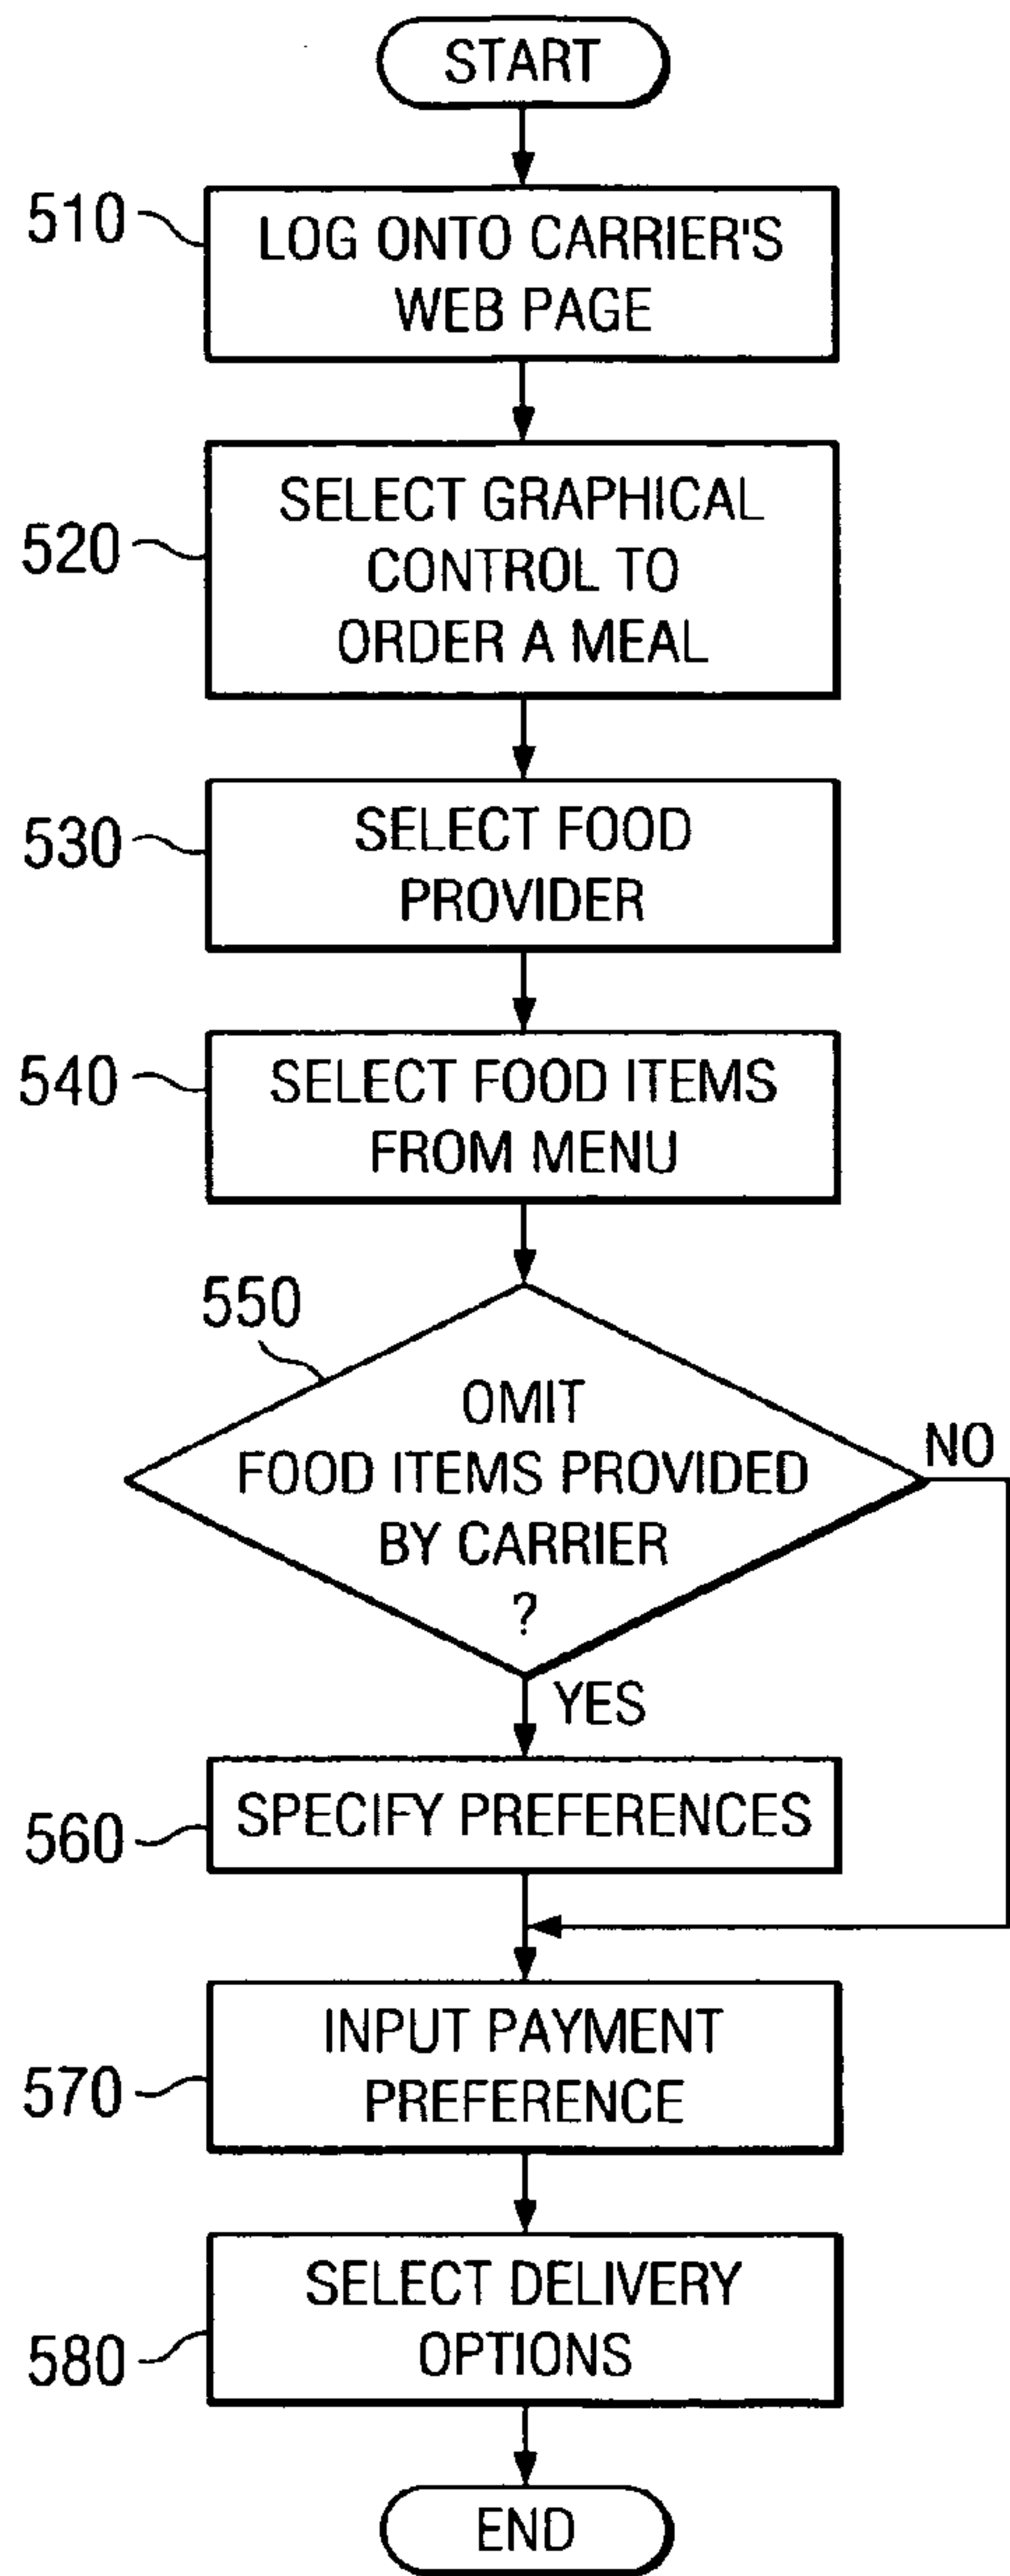 START
510
LOG ONTO CARRIER'S
WEB PAGE
520
SELECT GRAPHICAL
CONTROL TO
ORDER A MEAL
530
SELECT FOOD
PROVIDER
540
SELECT FOOD ITEMS
FROM MENU
550
OMIT
FOOD ITEMS PROVIDED
BY CARRIER
?
NO
YES
560
SPECIFY PREFERENCES
570
INPUT PAYMENT
PREFERENCE
580
SELECT DELIVERY
OPTIONS
END